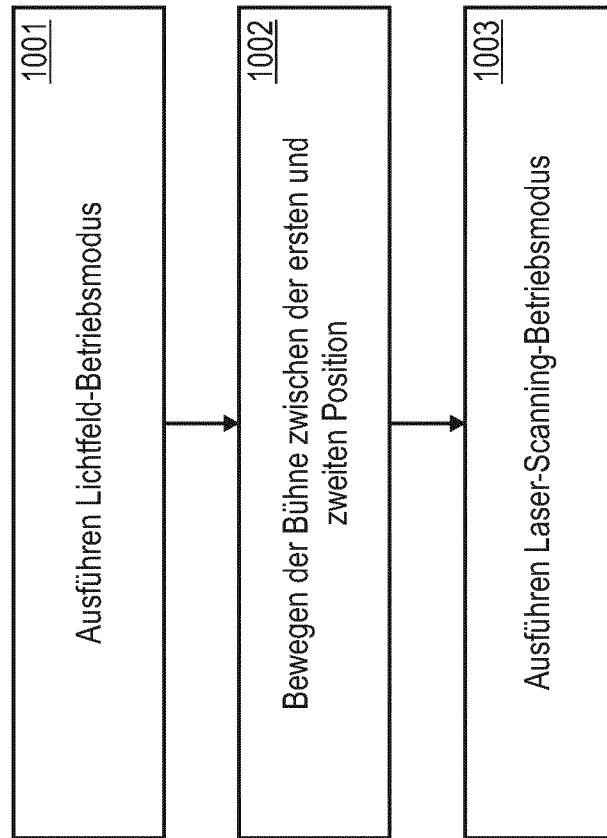 1001
Ausführen Lichtfeld-Betriebsmodus
1002
Bewegen der Bühne zwischen der ersten und
zweiten Position
1003
Ausführen Laser-Scanning-Betriebsmodus